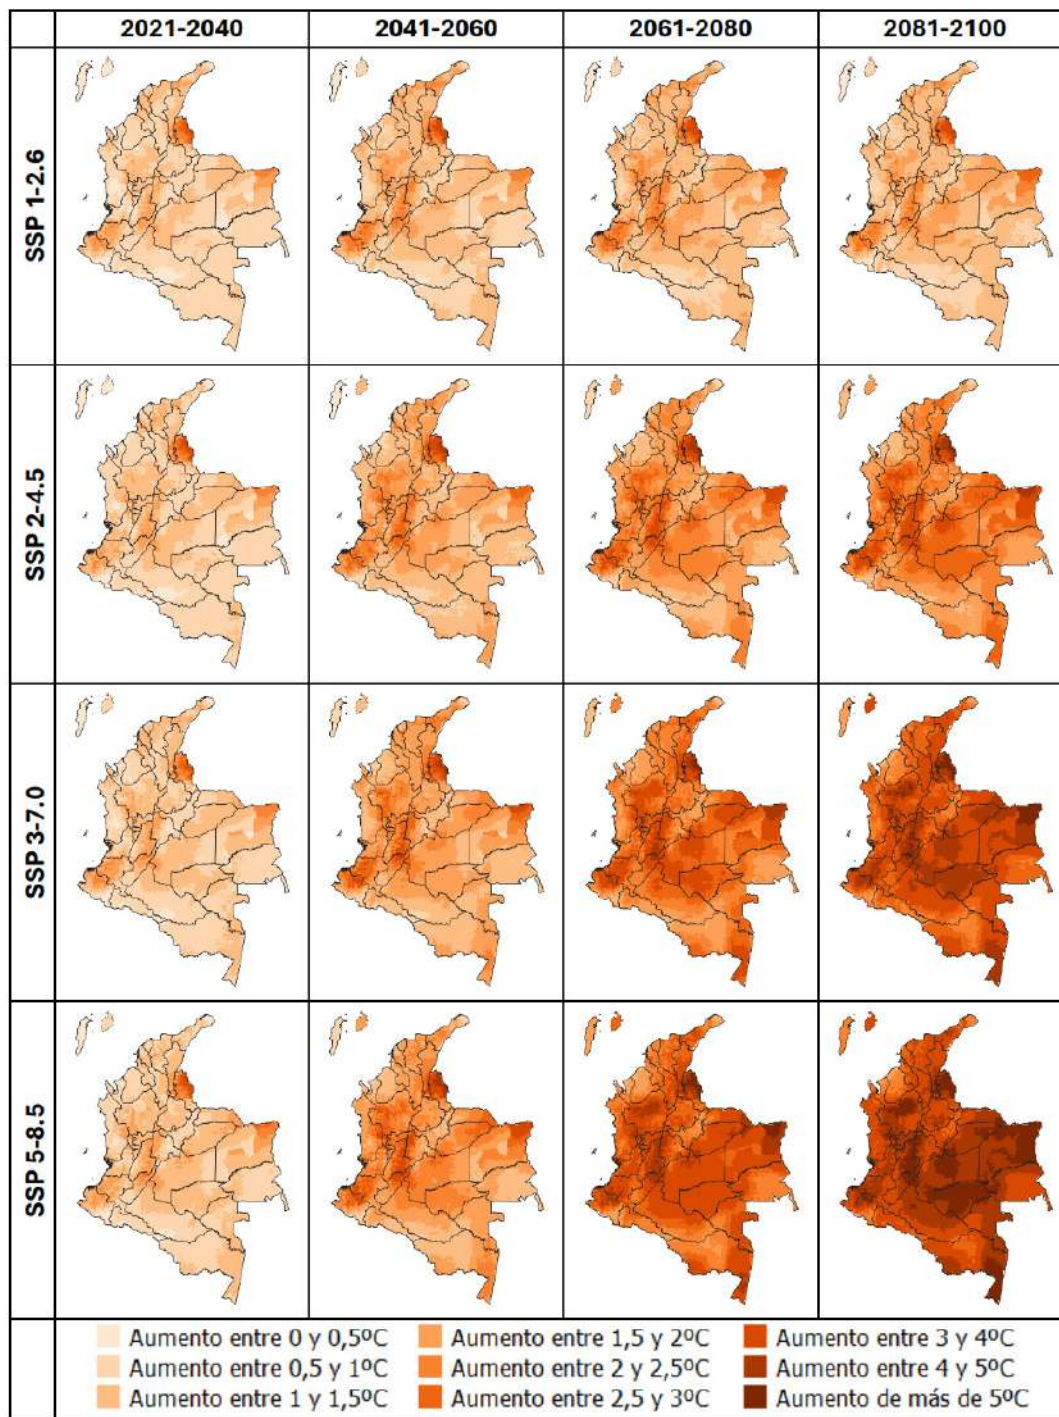 2021-2040 2041-2060 2061-2080 2081-2100
SSP 1-2.6
SSP 2-4.5
SSP 3-7.0
SSP 5-8.5
Aumento entre 0 y 0,5ºC Aumento entre 1,5 y 2ºC Aumento entre 3 y 4ºC
Aumento entre 0,5 y 1ºC Aumento entre 2 y 2,5ºC Aumento entre 4 y 5ºC
Aumento entre 1 y 1,5ºC Aumento entre 2,5 y 3ºC Aumento de más de 5ºC